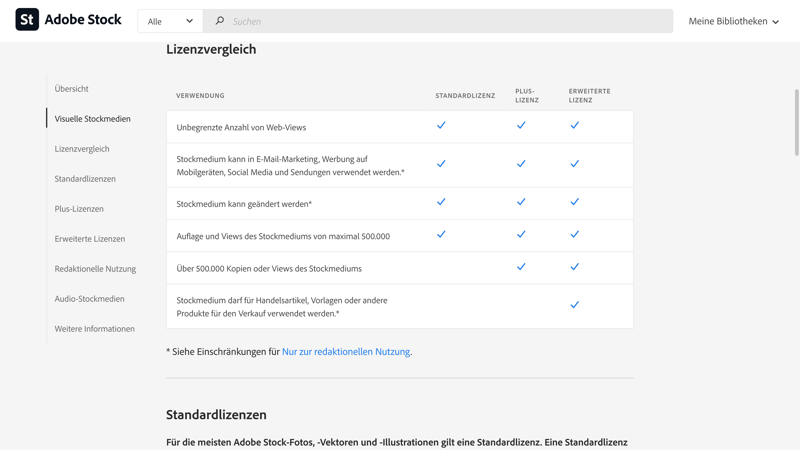 St Adobe Stock
Alle
Suchen
Meine Bibliotheken
Lizenzvergleich
Übersicht
Visuelle Stockmedien
Lizenzvergleich
Standardlizenzen
Plus-Lizenzen
Erweiterte Lizenzen
Redaktionelle Nutzung
Audio-Stockmedien
Weitere Informationen
VERWENDUNG
STANDARDLIZENZ
PLUS-
LIZENZ
ERWEITERTE
LIZENZ
Unbegrenzte Anzahl von Web-Views
Stockmedium kann in E-Mail-Marketing, Werbung auf
Mobilgeräten, Social Media und Sendungen verwendet werden.*
Stockmedium kann geändert werden*
Auflage und Views des Stockmediums von maximal 500.000
Über 500.000 Kopien oder Views des Stockmediums
Stockmedium darf für Handelsartikel, Vorlagen oder andere
Produkte für den Verkauf verwendet werden.*
* Siehe Einschränkungen für Nur zur redaktionellen Nutzung.
Standardlizenzen
Für die meisten Adobe Stock-Fotos, -Vektoren und -Illustrationen gilt eine Standardlizenz. Eine Standardlizenz